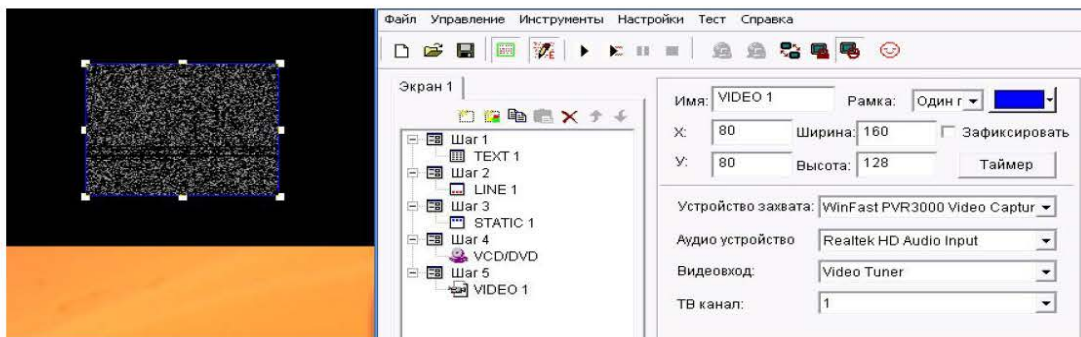 Файл Управление Инструменты Настройки Тест Справка
Экран 1
Шаг 1
TEXT 1
Шаг 2
LINE 1
Шаг 3
STATIC 1
Шаг 4
VCD/DVD
Шаг 5
VIDEO 1
Имя: VIDEO 1 Рамка: Один г
X: 80 Ширина: 160 Зафиксировать
У: 80 Высота: 128 Таймер
Устройство захвата: WinFast PVR3000 Video Captur
Аудио устройство Realtek HD Audio Input
Видеовход: Video Tuner
ТВ канал: 1